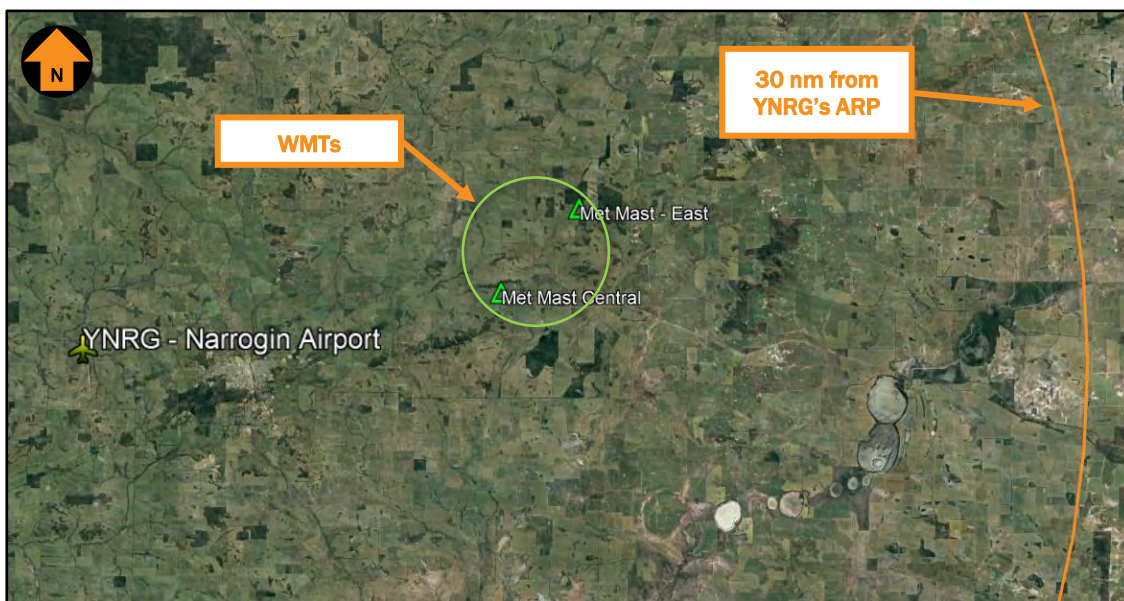 N
30 nm from
YNRG's ARP
WMTs
Met Mast - East
Met Mast Central
YNRG - Narrogin Airport